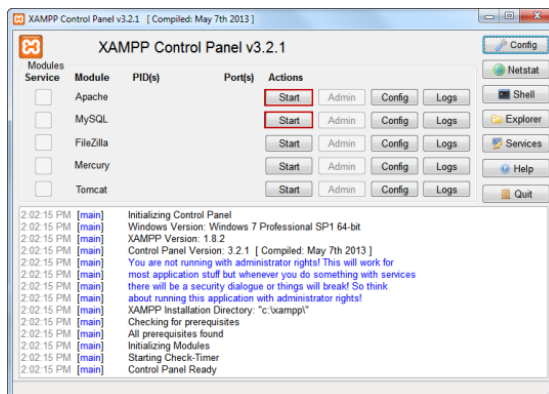 XAMPP Control Panel v3.2.1 [ Compiled: May 7th 2013 ]
XAMPP Control Panel v3.2.1
Config
Modules
Service Module PID(s) Port(s) Actions
Netstat
Apache Start Admin Config Logs
Shell
MySQL Start Admin Config Logs
Explorer
FileZilla Start Admin Config Logs
Services
Mercury Start Admin Config Logs
Help
Tomcat Start Admin Config Logs
Quit
2:02:15 PM [main] Initializing Control Panel
2:02:15 PM [main] Windows Version: Windows 7 Professional SP1 64-bit
2:02:15 PM [main] XAMPP Version: 1.8.2
2:02:15 PM [main] Control Panel Version: 3.2.1 [ Compiled: May 7th 2013 ]
2:02:15 PM [main] You are not running with administrator rights! This will work for
2:02:15 PM [main] most application stuff but whenever you do something with services
2:02:15 PM [main] there will be a security dialogue or things will break! So think
2:02:15 PM [main] about running this application with administrator rights!
2:02:15 PM [main] XAMPP Installation Directory: "c:\xampp\"
2:02:15 PM [main] Checking for prerequisites
2:02:15 PM [main] All prerequisites found
2:02:15 PM [main] Initializing Modules
2:02:15 PM [main] Starting Check-Timer
2:02:15 PM [main] Control Panel Ready